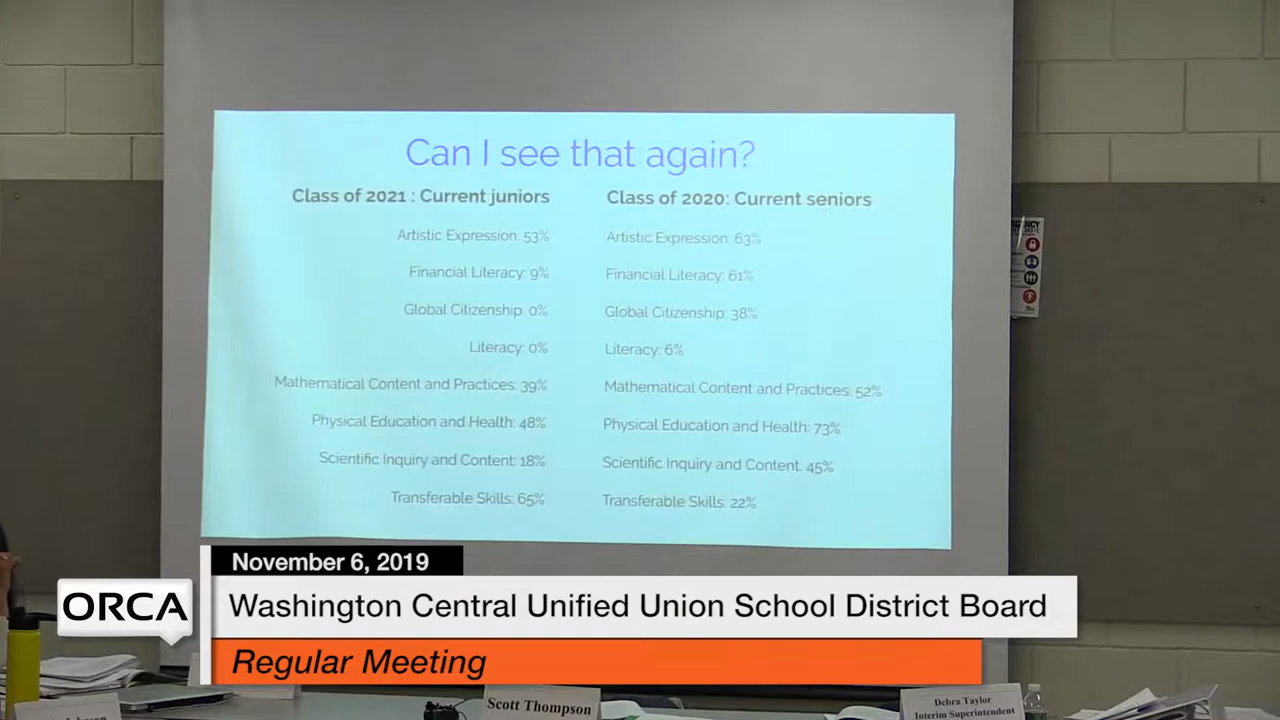 Can I see that again?
Class of 2021 : Current juniors
Artistic Expression: 53%
Financial Literacy: 9%
Global Citizenship: 0%
Literacy: 0%
Mathematical Content and Practices: 39%
Physical Education and Health: 48%
Scientific Inquiry and Content: 18%
Transferable Skills: 65%
Class of 2020: Current seniors
Artistic Expression: 63%
Financial Literacy: 61%
Global Citizenship: 38%
Literacy: 6%
Mathematical Content and Practices: 52%
Physical Education and Health: 73%
Scientific Inquiry and Content: 45%
Transferable Skills: 22%
November 6, 2019
ORCA
Washington Central Unified Union School District Board
Regular Meeting
Scott Thompson
Debra Taylor
Interim Superintendent